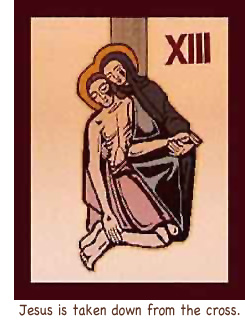 XIII
Jesus is taken down from the cross.